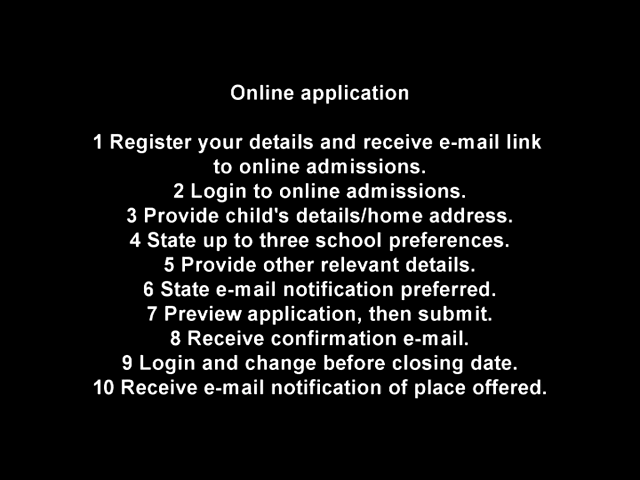 Online application
1 Register your details and receive e-mail link
to online admissions.
2 Login to online admissions.
3 Provide child's details/home address.
4 State up to three school preferences.
5 Provide other relevant details.
6 State e-mail notification preferred.
7 Preview application, then submit.
8 Receive confirmation e-mail.
9 Login and change before closing date.
10 Receive e-mail notification of place offered.